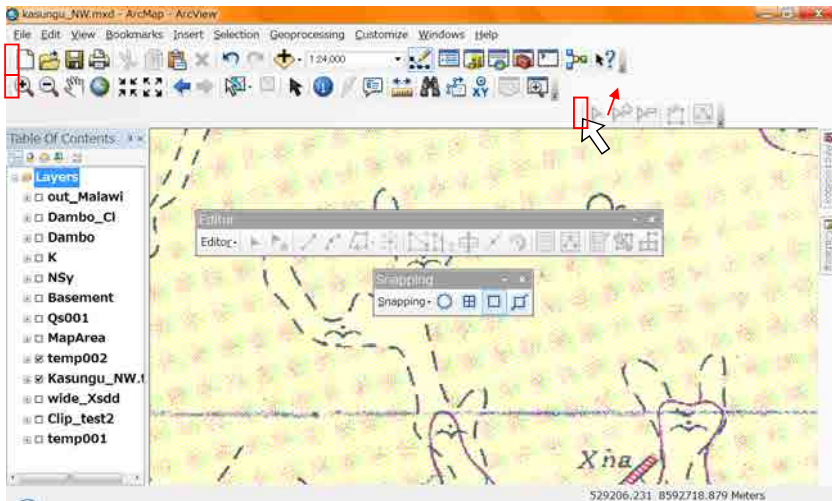 kasungu_NW.mxd - ArcMap - ArcView
File Edit View Bookmarks Insert Selection Geoprocessing Customize Windows Help
1:24,000
XY
Table Of Contents
Layers
out_Malawi
Dambo_Cl
Dambo
K
NSy
Basement
Qs001
MapArea
temp002
Kasungu_NW.t
wide_Xsdd
Clip_test2
temp001
Editor
Editor
Snapping
Snapping
Xna
529206.231 8592718.879 Meters